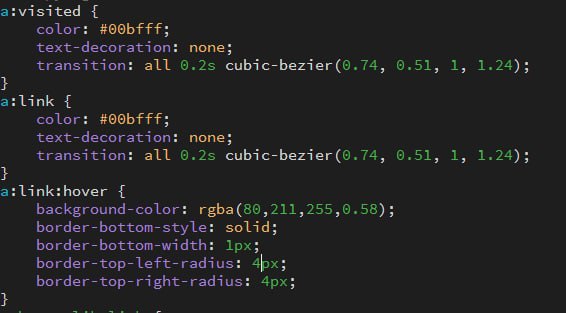 a:visited {
    color: #00bfff;
    text-decoration: none;
    transition: all 0.2s cubic-bezier(0.74, 0.51, 1, 1.24);
}
a:link {
    color: #00bfff;
    text-decoration: none;
    transition: all 0.2s cubic-bezier(0.74, 0.51, 1, 1.24);
}
a:link:hover {
    background-color: rgba(80,211,255,0.58);
    border-bottom-style: solid;
    border-bottom-width: 1px;
    border-top-left-radius: 4px;
    border-top-right-radius: 4px;
}